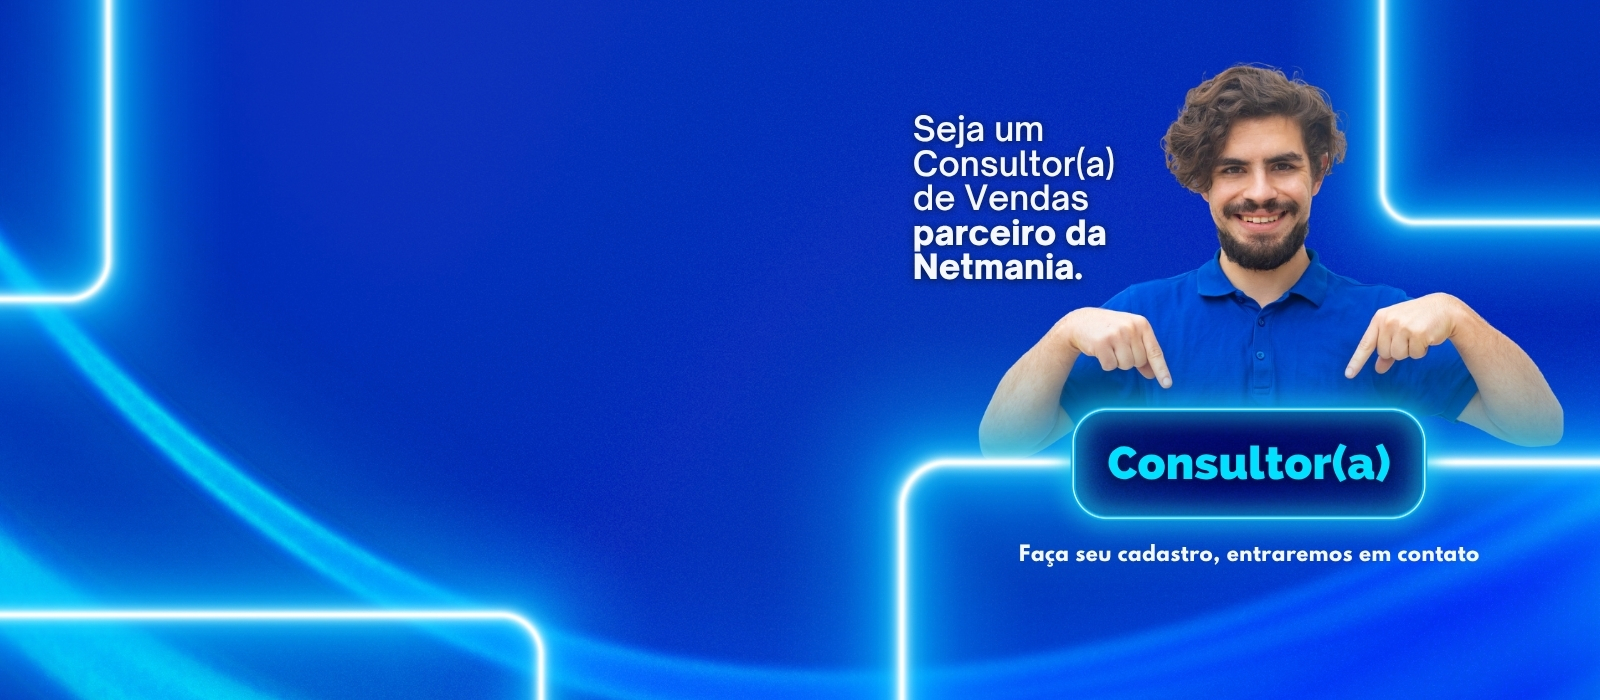 Seja um
Consultor(a)
de Vendas
parceiro da
Netmania.
Consultor(a)
Faça seu cadastro, entraremos em contato